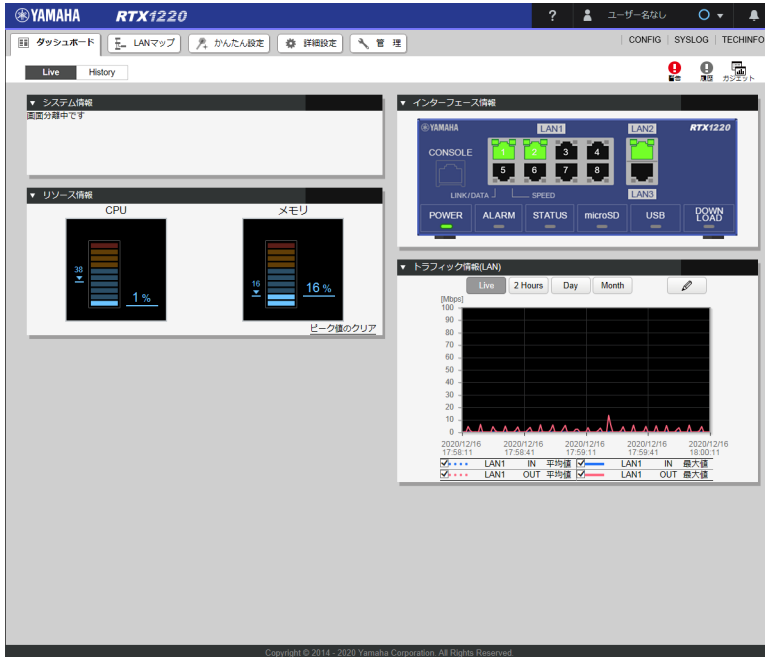 YAMAHA RTX1220 ? ユーザー名なし
ダッシュボード LANマップ かんたん設定 詳細設定 管 理 CONFIG SYSLOG TECHINFO
Live History 警告 履歴 ガジェット
▼ システム情報
画面分離中です
▼ リソース情報
CPU メモリ
38 1 % 16 16 %
ピーク値のクリア
▼ インターフェース情報
YAMAHA LAN1 LAN2 RTX1220
CONSOLE 1 2 3 4
5 6 7 8
LINK/DATA SPEED LAN3
POWER ALARM STATUS microSD USB DOWN LOAD
▼ トラフィック情報(LAN)
Live 2 Hours Day Month
[Mbps]
100
90
80
70
60
50
40
30
20
10
0
2020/12/16 2020/12/16 2020/12/16 2020/12/16 2020/12/16
17:58:11 17:58:41 17:59:11 17:59:41 18:00:11
LAN1 IN 平均値 LAN1 IN 最大値
LAN1 OUT 平均値 LAN1 OUT 最大値
Copyright © 2014 - 2020 Yamaha Corporation. All Rights Reserved.